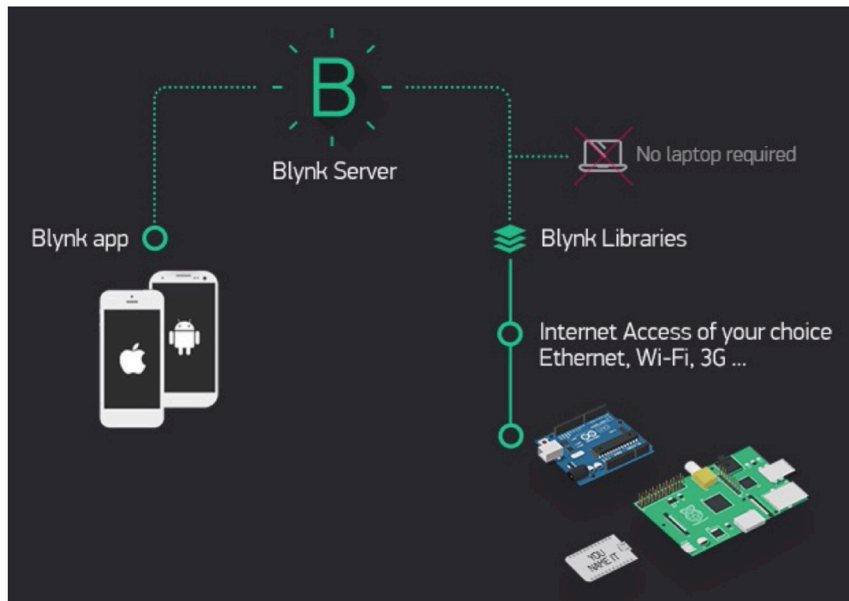 B
Blynk Server
No laptop required
Blynk app
Blynk Libraries
Internet Access of your choice
Ethernet, Wi-Fi, 3G ...
YOU
NAME IT